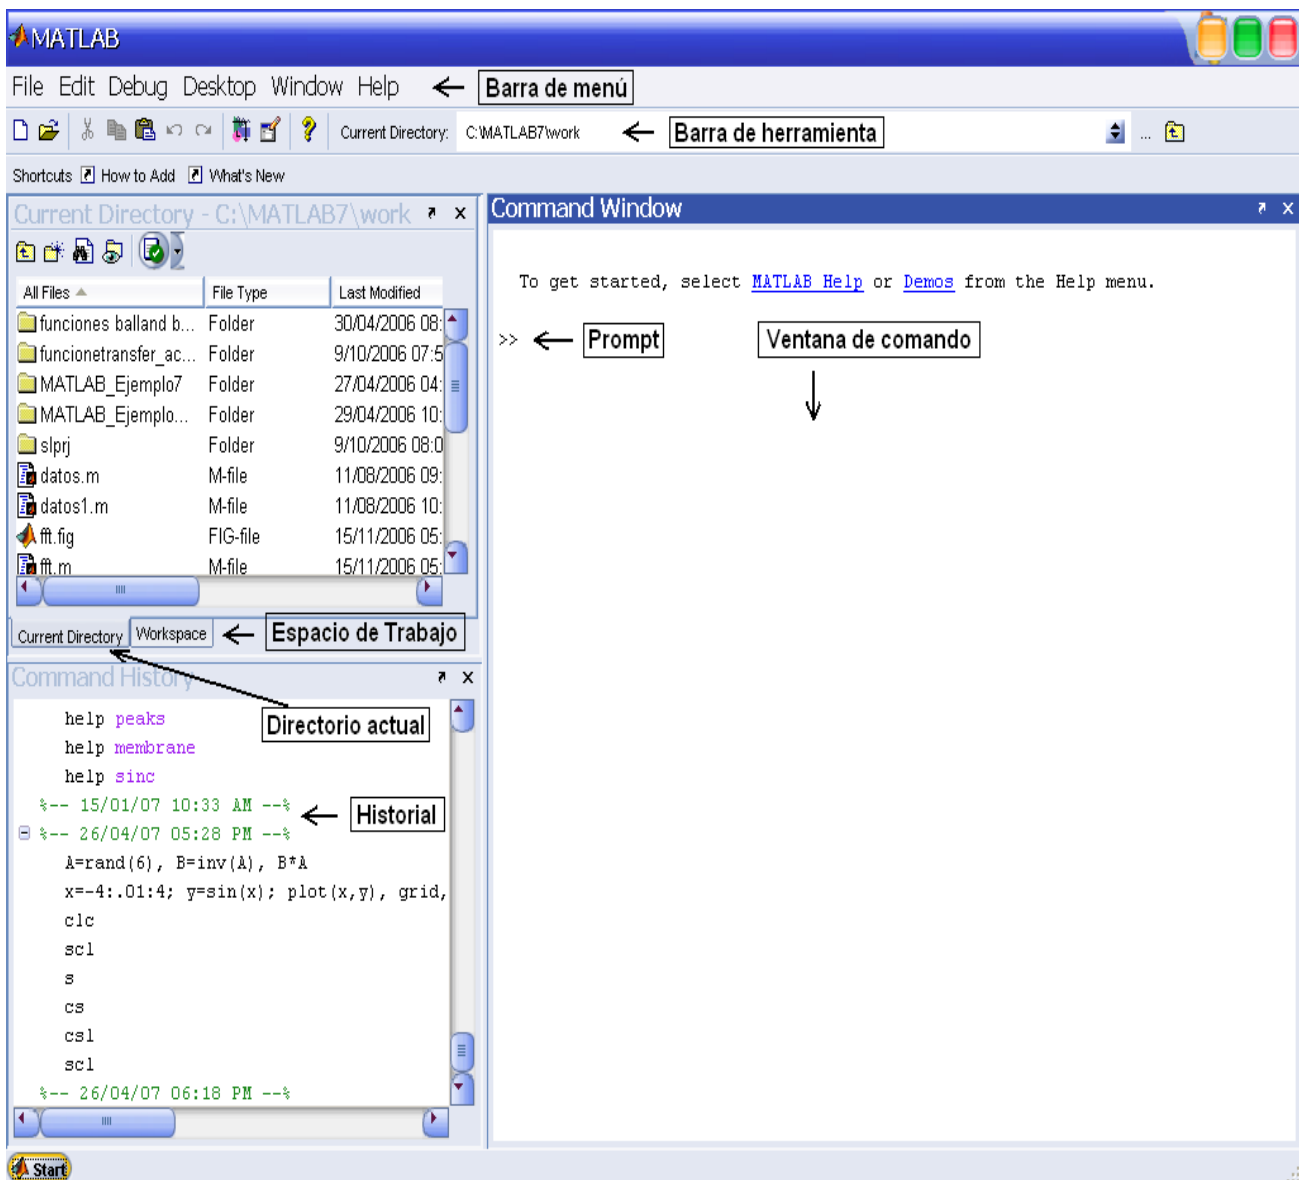 MATLAB
File Edit Debug Desktop Window Help
Barra de menú
Current Directory: C:\MATLAB7\work
Barra de herramienta
...
Shortcuts How to Add What's New
Current Directory - C:\MATLAB7\work
All Files File Type Last Modified
funciones balland b... Folder 30/04/2006 08:
funcionetransfer_ac... Folder 9/10/2006 07:5
MATLAB_Ejemplo7 Folder 27/04/2006 04:
MATLAB_Ejemplo... Folder 29/04/2006 10:
slprj Folder 9/10/2006 08:0
datos.m M-file 11/08/2006 09:
datos1.m M-file 11/08/2006 10:
fft.fig FIG-file 15/11/2006 05:
fft.m M-file 15/11/2006 05:
Current Directory Workspace
Espacio de Trabajo
Command History
Directorio actual
help peaks
help membrane
help sinc
%-- 15/01/07 10:33 AM --%
Historial
%-- 26/04/07 05:28 PM --%
A=rand(6), B=inv(A), B*A
x=-4:.01:4; y=sin(x); plot(x,y), grid,
clc
scl
s
cs
csl
scl
%-- 26/04/07 06:18 PM --%
Command Window
To get started, select MATLAB Help or Demos from the Help menu.
>>
Prompt
Ventana de comando
Start